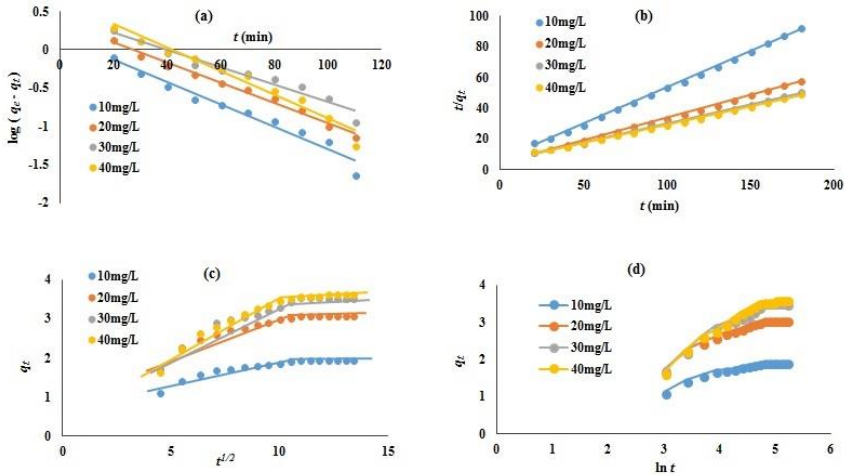 (a)
t (min)
0.5
0
-0.5
-1
-1.5
-2
0 20 40 60 80 100 120
log ( qe - qt)
10mg/L
20mg/L
30mg/L
40mg/L
(b)
100
80
60
40
20
0
t/qt
10mg/L
20mg/L
30mg/L
40mg/L
0 50 100 150 200
t (min)
(c)
4
3
2
1
0
qt
10mg/L
20mg/L
30mg/L
40mg/L
0 5 10 15
t1/2
(d)
4
3
2
1
0
qt
10mg/L
20mg/L
30mg/L
40mg/L
0 1 2 3 4 5 6
ln t